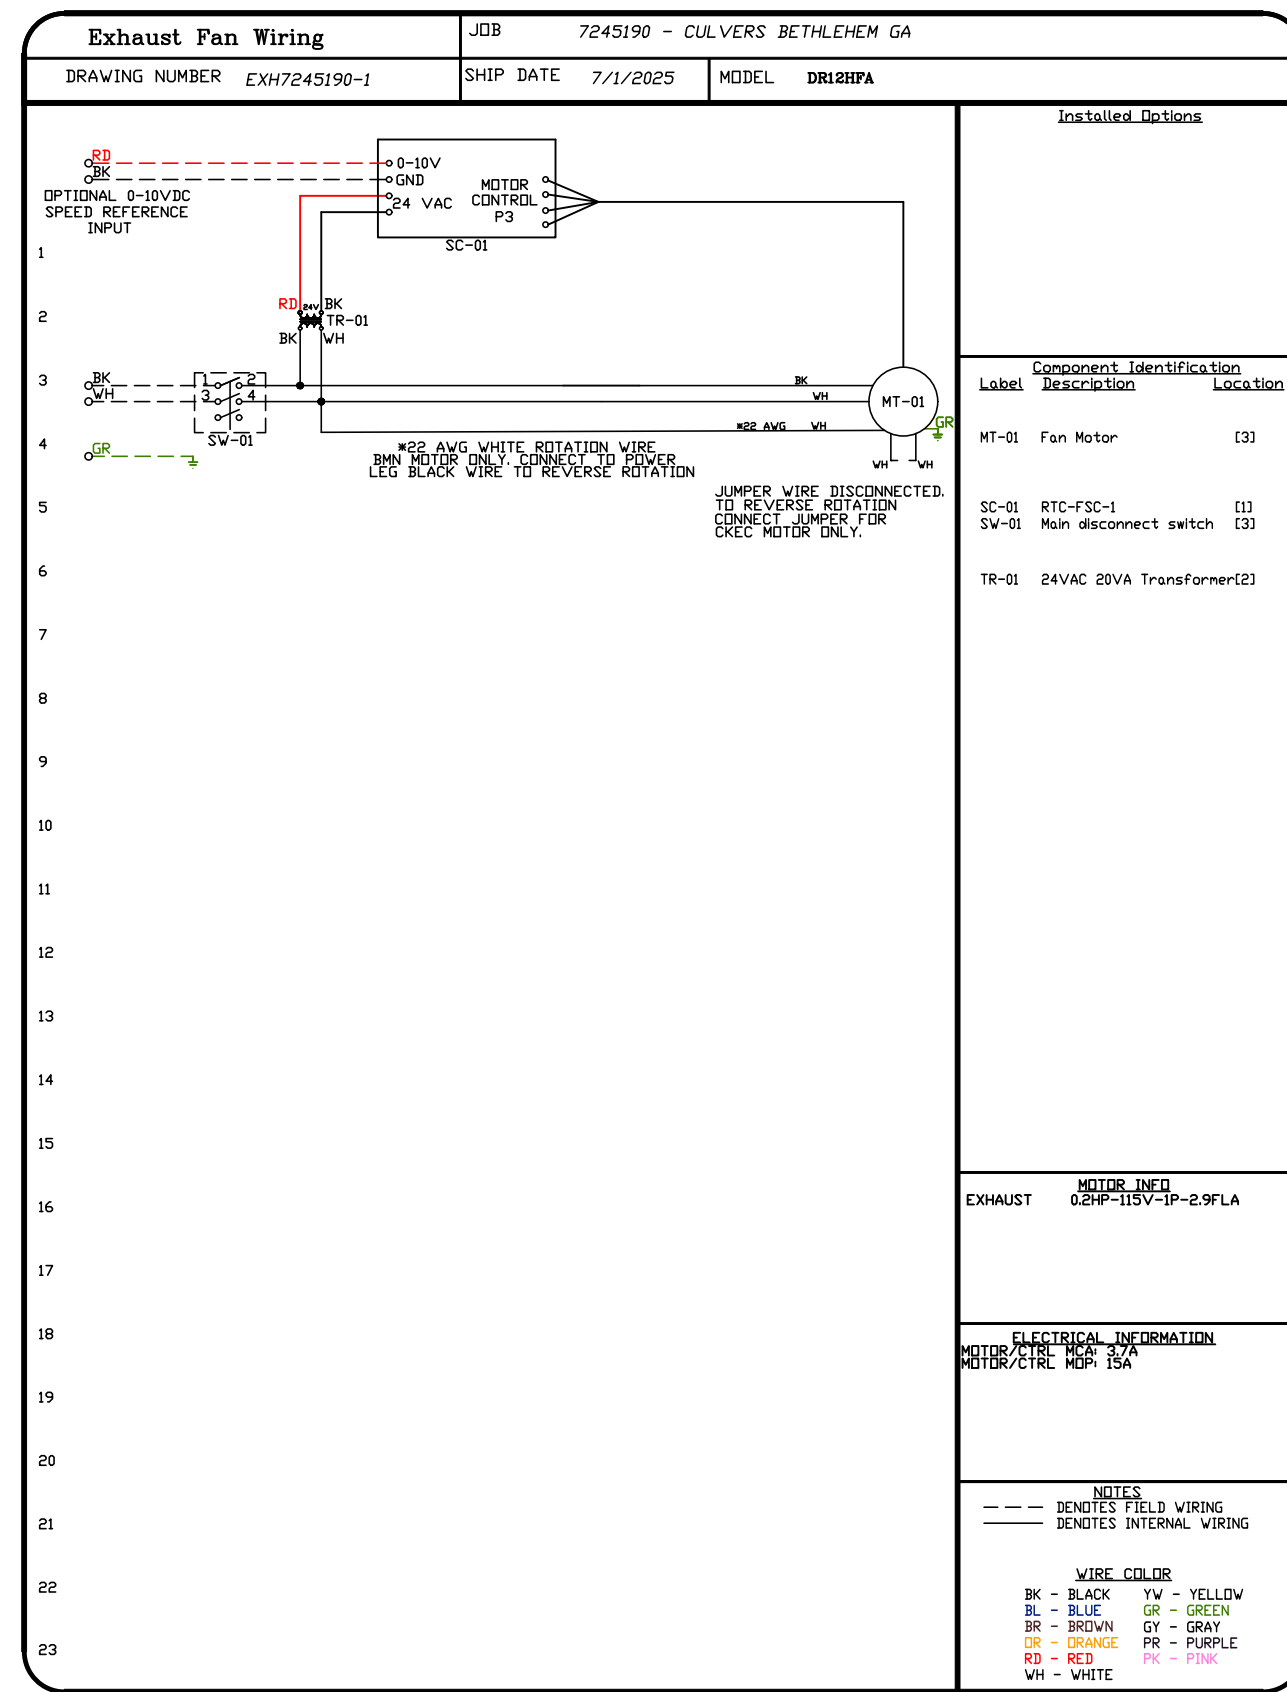 Exhaust Fan Wiring
JOB 7245190 - CULVERS BETHLEHEM GA
DRAWING NUMBER EXH7245190-1
SHIP DATE 7/1/2025
MODEL DR12HFA
RD
BK
OPTIONAL 0-10VDC
SPEED REFERENCE
INPUT
0-10V
GND
24 VAC
MOTOR
CONTROL
P3
SC-01
RD 24V BK
TR-01
BK WH
BK
WH
1 2
3 4
SW-01
GR
BK
WH
*22 AWG WH
MT-01
GR
WH WH
*22 AWG WHITE ROTATION WIRE
BMN MOTOR ONLY. CONNECT TO POWER
LEG BLACK WIRE TO REVERSE ROTATION
JUMPER WIRE DISCONNECTED.
TO REVERSE ROTATION
CONNECT JUMPER FOR
CKEC MOTOR ONLY.
1
2
3
4
5
6
7
8
9
10
11
12
13
14
15
16
17
18
19
20
21
22
23
Installed Options
Component Identification
Label Description Location
MT-01 Fan Motor [3]
SC-01 RTC-FSC-1 [1]
SW-01 Main disconnect switch [3]
TR-01 24VAC 20VA Transformer[2]
MOTOR INFO
EXHAUST 0.2HP-115V-1P-2.9FLA
ELECTRICAL INFORMATION
MOTOR/CTRL MCA: 3.7A
MOTOR/CTRL MOP: 15A
NOTES
DENOTES FIELD WIRING
DENOTES INTERNAL WIRING
WIRE COLOR
BK - BLACK YW - YELLOW
BL - BLUE GR - GREEN
BR - BROWN GY - GRAY
OR - ORANGE PR - PURPLE
RD - RED PK - PINK
WH - WHITE